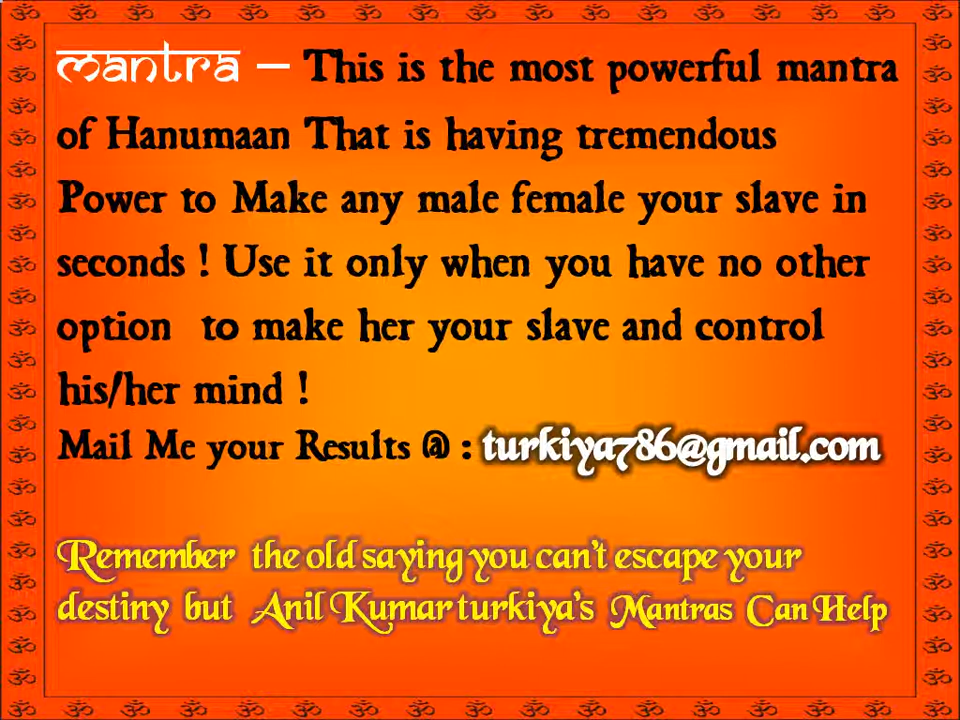 Mantra – This is the most powerful mantra
of Hanumaan That is having tremendous
Power to Make any male female your slave in
seconds ! Use it only when you have no other
option to make her your slave and control
his/her mind !
Mail Me your Results @ : turkiya786@gmail.com
Remember the old saying you can't escape your
destiny but Anil Kumar turkiya's Mantras Can Help